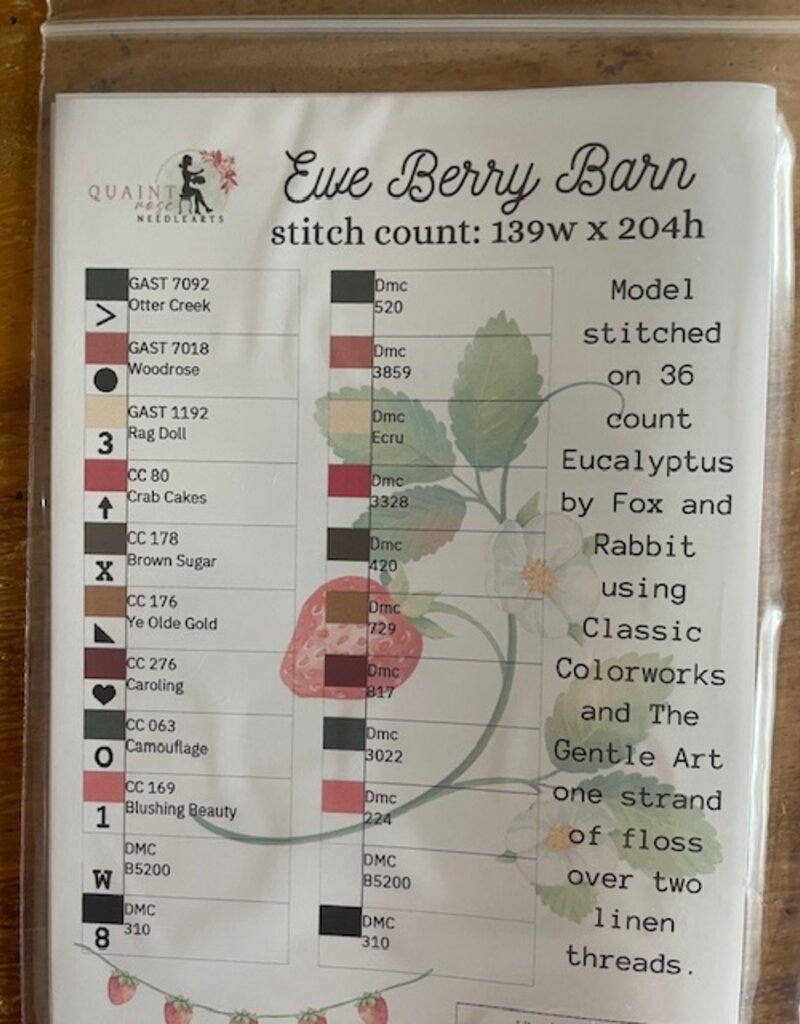 QUAINT
rose
NEEDLEARTS
Ewe Berry Barn
stitch count: 139w x 204h
GAST 7092
Otter Creek
>
GAST 7018
Woodrose
GAST 1192
Rag Doll
3
CC 80
Crab Cakes
CC 178
Brown Sugar
X
CC 176
Ye Olde Gold
CC 276
Caroling
CC 063
Camouflage
O
CC 169
Blushing Beauty
1
DMC
B5200
W
DMC
310
8
Dmc
520
Dmc
3859
Dmc
Ecru
Dmc
3328
Dmc
420
Dmc
729
Dmc
817
Dmc
3022
Dmc
224
DMC
B5200
DMC
310
Model
stitched
on 36
count
Eucalyptus
by Fox and
Rabbit
using
Classic
Colorworks
and The
Gentle Art
one strand
of floss
over two
linen
threads.